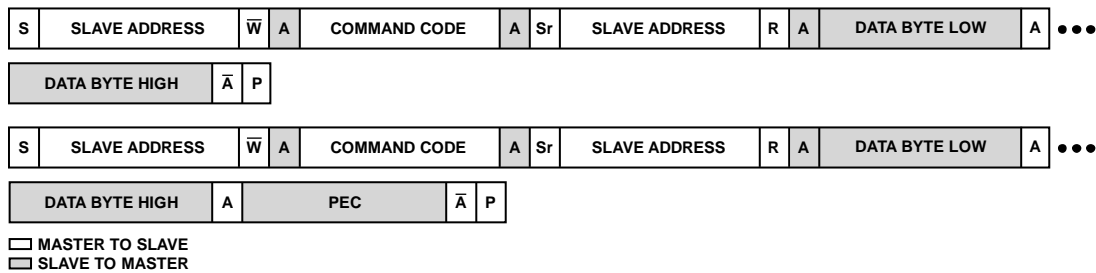 S SLAVE ADDRESS W̅ A COMMAND CODE A Sr SLAVE ADDRESS R A DATA BYTE LOW A •••
DATA BYTE HIGH A̅ P
S SLAVE ADDRESS W̅ A COMMAND CODE A Sr SLAVE ADDRESS R A DATA BYTE LOW A •••
DATA BYTE HIGH A PEC A̅ P
MASTER TO SLAVE
SLAVE TO MASTER